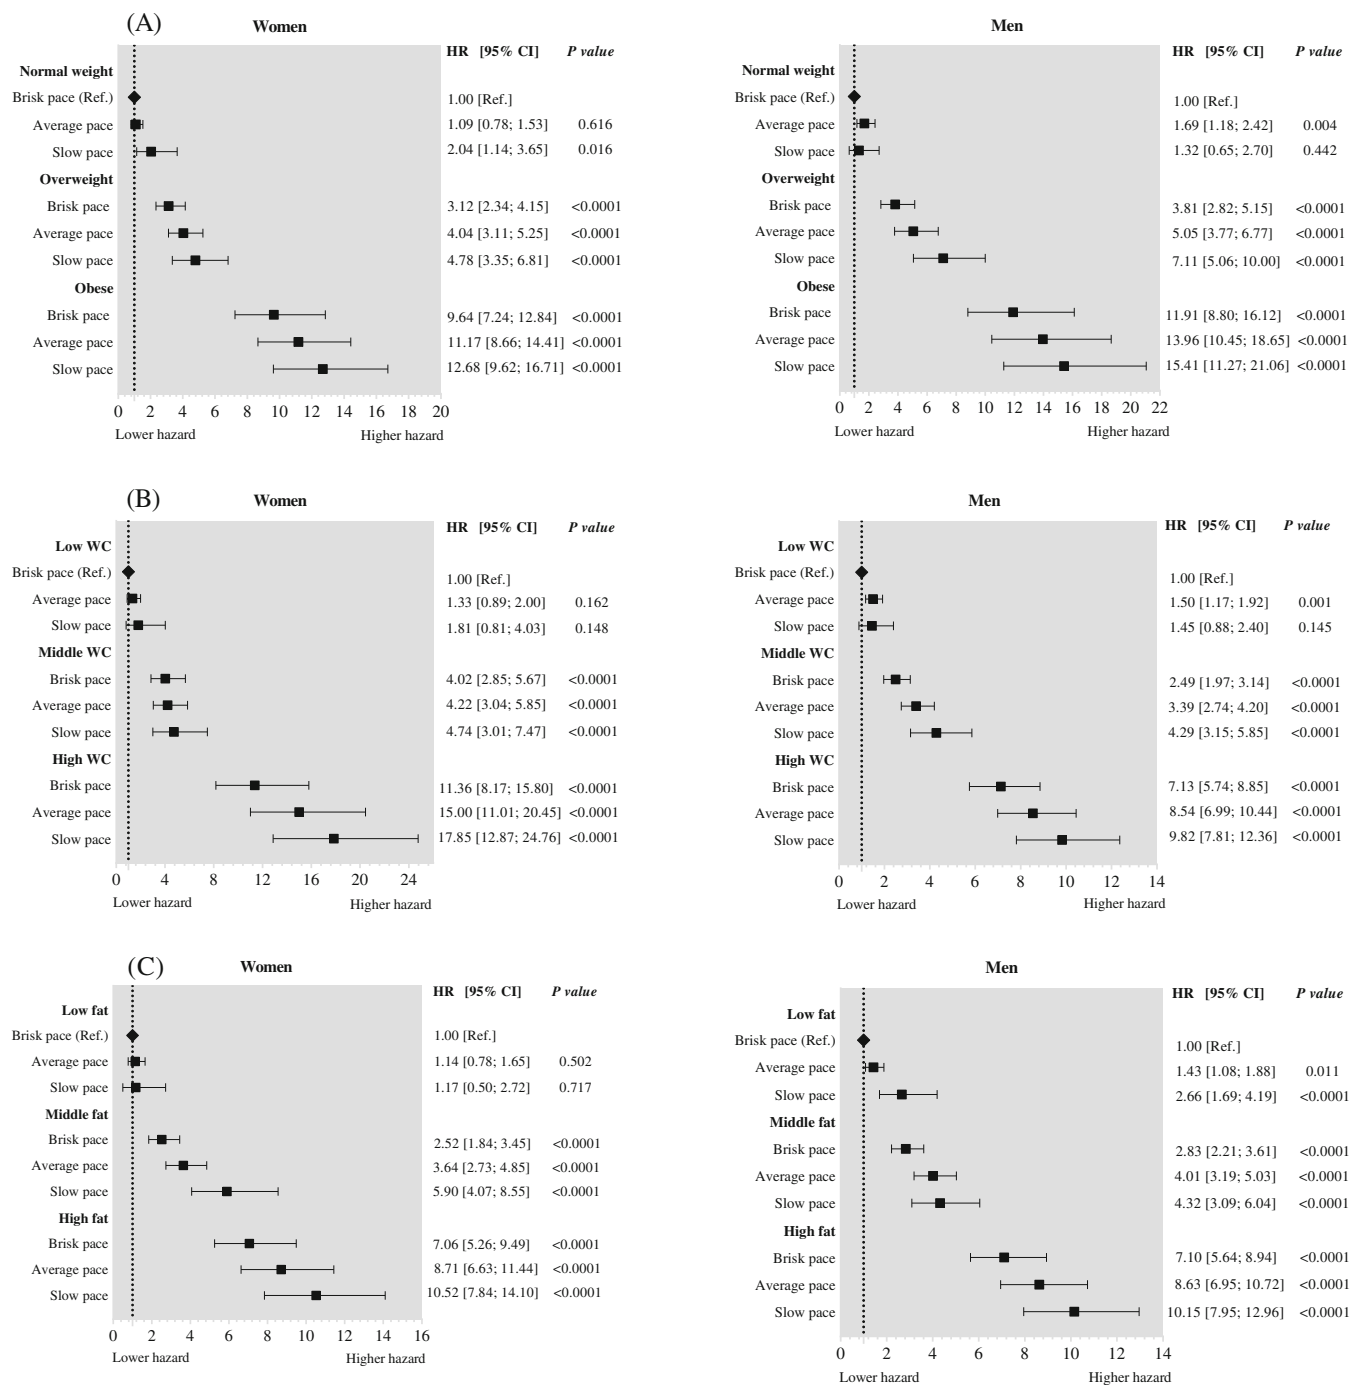 (A)
Women
HR [95% CI] P value
Normal weight
Brisk pace (Ref.) 1.00 [Ref.]
Average pace 1.09 [0.78; 1.53] 0.616
Slow pace 2.04 [1.14; 3.65] 0.016
Overweight
Brisk pace 3.12 [2.34; 4.15] <0.0001
Average pace 4.04 [3.11; 5.25] <0.0001
Slow pace 4.78 [3.35; 6.81] <0.0001
Obese
Brisk pace 9.64 [7.24; 12.84] <0.0001
Average pace 11.17 [8.66; 14.41] <0.0001
Slow pace 12.68 [9.62; 16.71] <0.0001
0 2 4 6 8 10 12 14 16 18 20
Lower hazard Higher hazard
Men
HR [95% CI] P value
Normal weight
Brisk pace (Ref.) 1.00 [Ref.]
Average pace 1.69 [1.18; 2.42] 0.004
Slow pace 1.32 [0.65; 2.70] 0.442
Overweight
Brisk pace 3.81 [2.82; 5.15] <0.0001
Average pace 5.05 [3.77; 6.77] <0.0001
Slow pace 7.11 [5.06; 10.00] <0.0001
Obese
Brisk pace 11.91 [8.80; 16.12] <0.0001
Average pace 13.96 [10.45; 18.65] <0.0001
Slow pace 15.41 [11.27; 21.06] <0.0001
0 2 4 6 8 10 12 14 16 18 20 22
Lower hazard Higher hazard
(B)
Women
HR [95% CI] P value
Low WC
Brisk pace (Ref.) 1.00 [Ref.]
Average pace 1.33 [0.89; 2.00] 0.162
Slow pace 1.81 [0.81; 4.03] 0.148
Middle WC
Brisk pace 4.02 [2.85; 5.67] <0.0001
Average pace 4.22 [3.04; 5.85] <0.0001
Slow pace 4.74 [3.01; 7.47] <0.0001
High WC
Brisk pace 11.36 [8.17; 15.80] <0.0001
Average pace 15.00 [11.01; 20.45] <0.0001
Slow pace 17.85 [12.87; 24.76] <0.0001
0 4 8 12 16 20 24
Lower hazard Higher hazard
Men
HR [95% CI] P value
Low WC
Brisk pace (Ref.) 1.00 [Ref.]
Average pace 1.50 [1.17; 1.92] 0.001
Slow pace 1.45 [0.88; 2.40] 0.145
Middle WC
Brisk pace 2.49 [1.97; 3.14] <0.0001
Average pace 3.39 [2.74; 4.20] <0.0001
Slow pace 4.29 [3.15; 5.85] <0.0001
High WC
Brisk pace 7.13 [5.74; 8.85] <0.0001
Average pace 8.54 [6.99; 10.44] <0.0001
Slow pace 9.82 [7.81; 12.36] <0.0001
0 2 4 6 8 10 12 14
Lower hazard Higher hazard
(C)
Women
HR [95% CI] P value
Low fat
Brisk pace (Ref.) 1.00 [Ref.]
Average pace 1.14 [0.78; 1.65] 0.502
Slow pace 1.17 [0.50; 2.72] 0.717
Middle fat
Brisk pace 2.52 [1.84; 3.45] <0.0001
Average pace 3.64 [2.73; 4.85] <0.0001
Slow pace 5.90 [4.07; 8.55] <0.0001
High fat
Brisk pace 7.06 [5.26; 9.49] <0.0001
Average pace 8.71 [6.63; 11.44] <0.0001
Slow pace 10.52 [7.84; 14.10] <0.0001
0 2 4 6 8 10 12 14 16
Lower hazard Higher hazard
Men
HR [95% CI] P value
Low fat
Brisk pace (Ref.) 1.00 [Ref.]
Average pace 1.43 [1.08; 1.88] 0.011
Slow pace 2.66 [1.69; 4.19] <0.0001
Middle fat
Brisk pace 2.83 [2.21; 3.61] <0.0001
Average pace 4.01 [3.19; 5.03] <0.0001
Slow pace 4.32 [3.09; 6.04] <0.0001
High fat
Brisk pace 7.10 [5.64; 8.94] <0.0001
Average pace 8.63 [6.95; 10.72] <0.0001
Slow pace 10.15 [7.95; 12.96] <0.0001
0 2 4 6 8 10 12 14
Lower hazard Higher hazard